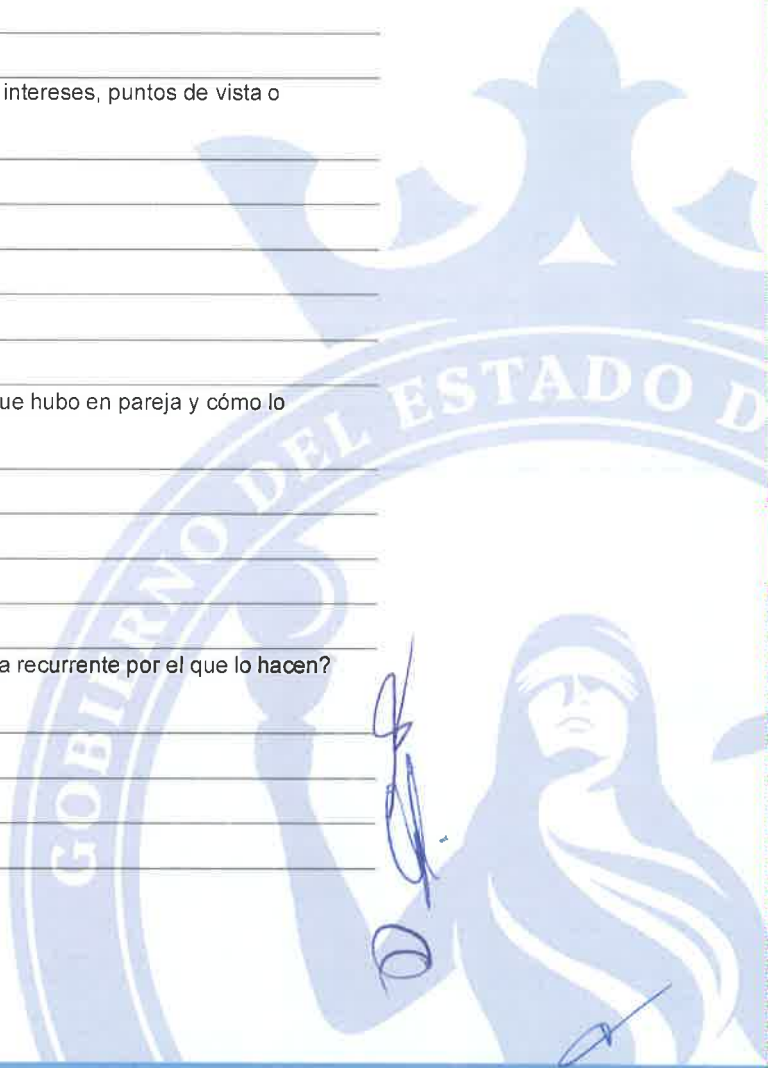 intereses, puntos de vista o
ue hubo en pareja y cómo lo
a recurrente por el que lo hacen?
GOBIERNO DEL ESTADO D